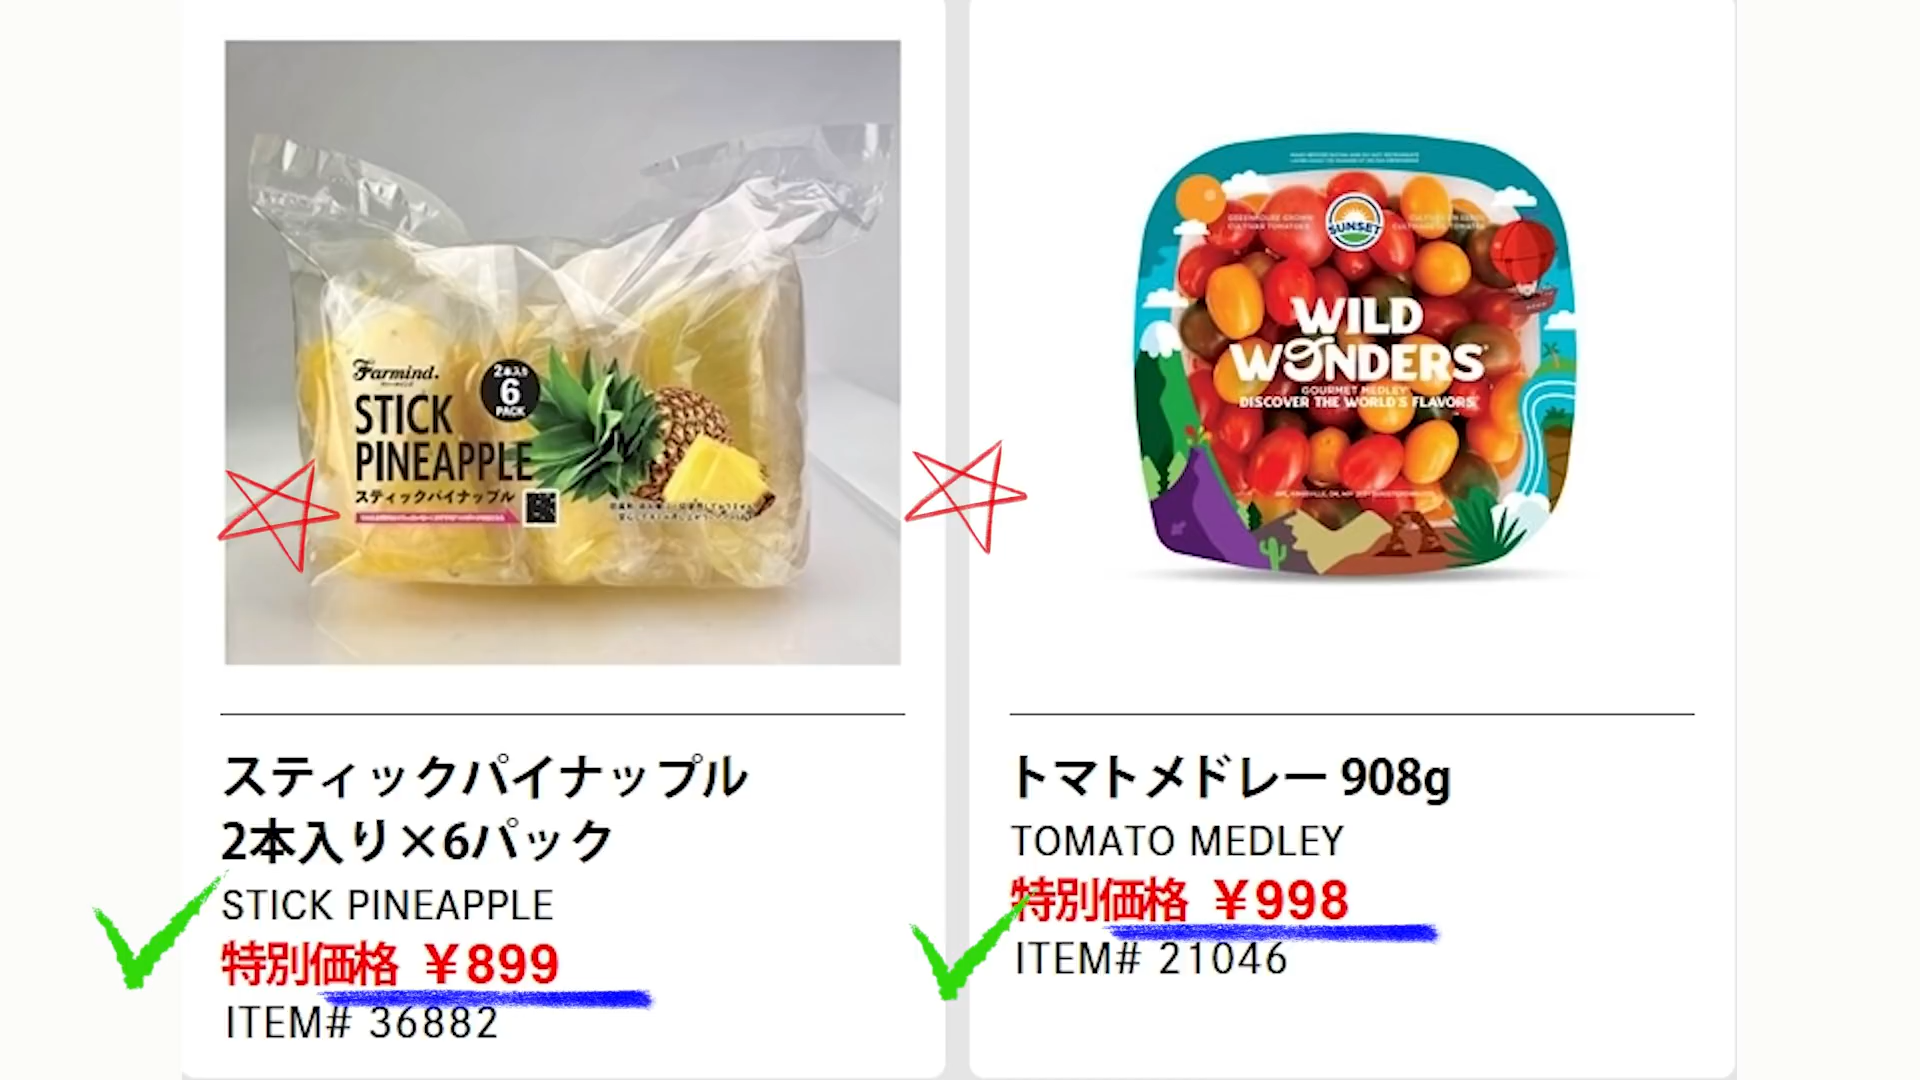 Farmind.
2本入り
6
PACK
STICK
PINEAPPLE
スティックパイナップル
スティックパイナップル
2本入り×6パック
STICK PINEAPPLE
特別価格 ￥899
ITEM# 36882
GREENHOUSE GROWN
SUNSET
WILD
WONDERS
GOURMET MEDLEY
DISCOVER THE WORLD'S FLAVORS
トマトメドレー 908g
TOMATO MEDLEY
特別価格 ￥998
ITEM# 21046